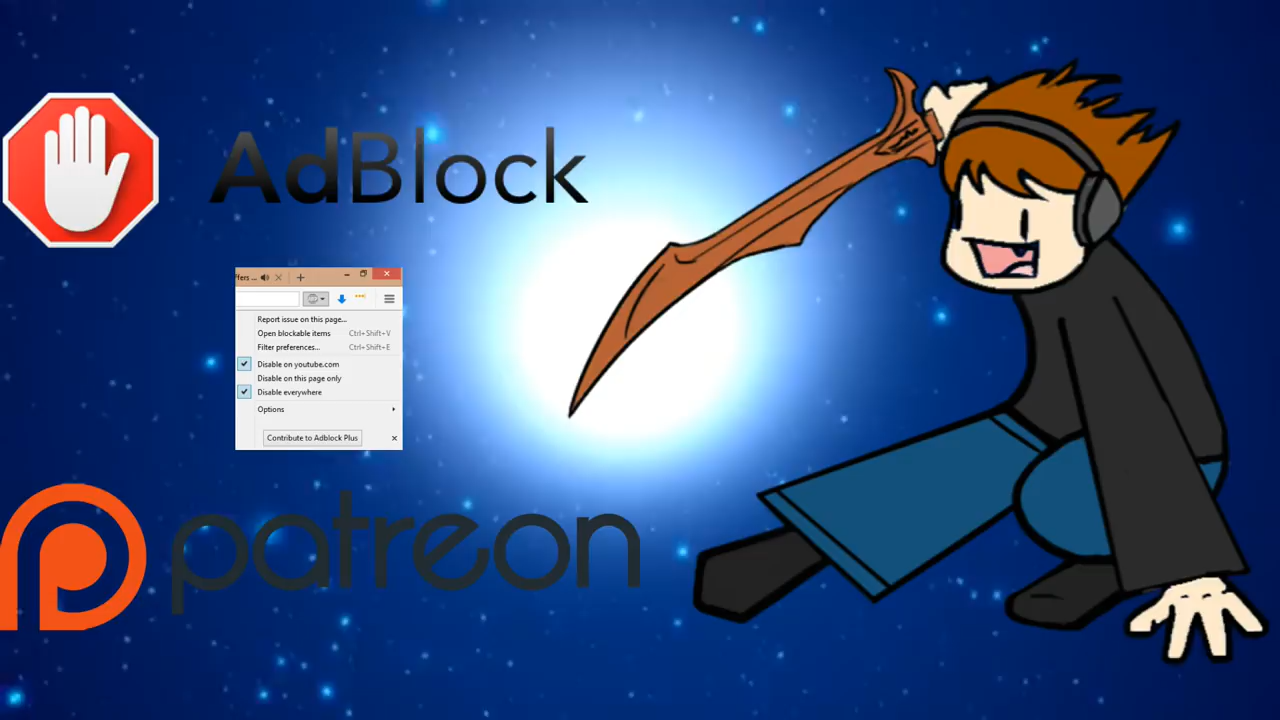 AdBlock
ffers ...
Report issue on this page...
Open blockable items Ctrl+Shift+V
Filter preferences... Ctrl+Shift+E
Disable on youtube.com
Disable on this page only
Disable everywhere
Options
Contribute to Adblock Plus
patreon